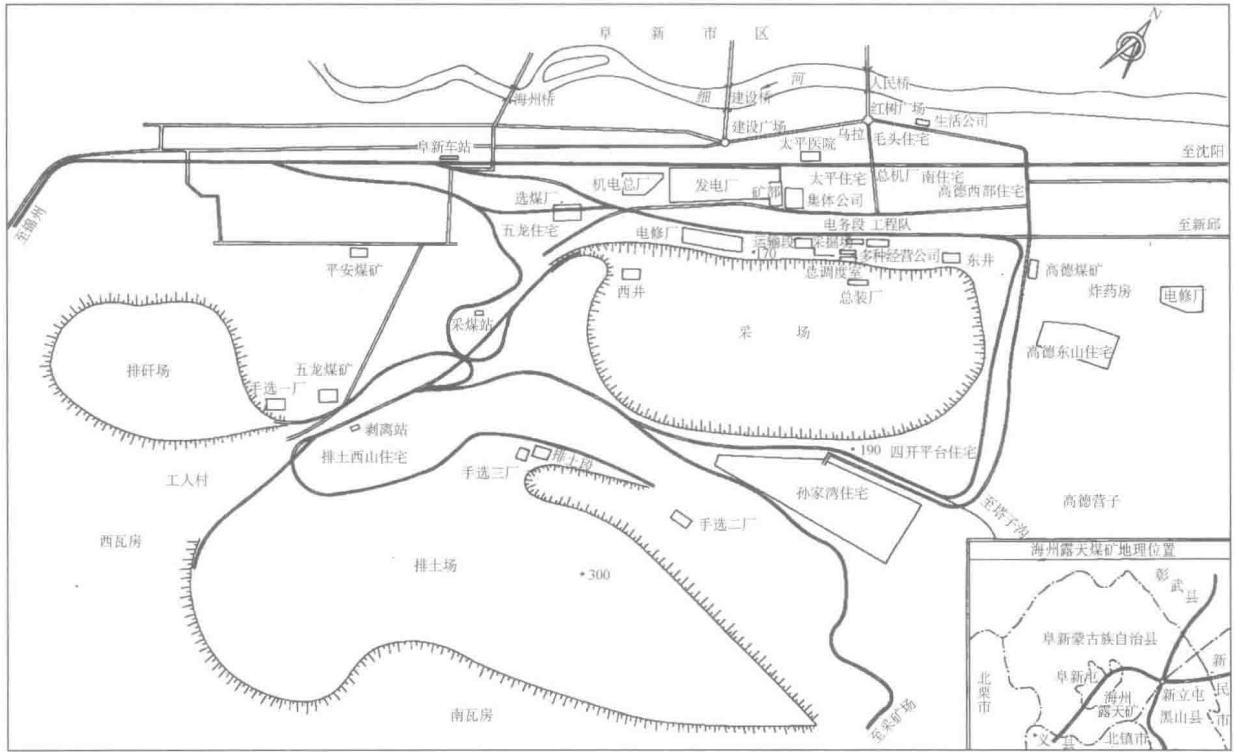 阜新市区
N
海州桥
细
河
建设桥
人民桥
红树广场
生活公司
建设广场
乌拉
毛头住宅
太平医院
至沈阳
阜新车站
机电总厂
发电厂
矿部
太平住宅
总机厂
南住宅
高德西部住宅
集体公司
选煤厂
五龙住宅
电务段
工程队
至新邱
至锦州
电修厂
运输段
采掘场
170
多种经营公司
东井
平安煤矿
总调度室
高德煤矿
西井
总装厂
炸药房
电修厂
采煤站
采场
高德东山住宅
排矸场
五龙煤矿
手选一厂
剥离站
190
四开平台住宅
排土西山住宅
手选三厂
排土段
孙家湾住宅
工人村
至塔子沟
高德营子
手选二厂
西瓦房
排土场
300
南瓦房
至梁矿场
海州露天煤矿地理位置
彰武县
阜新蒙古族自治县
北票市
阜新屯
海州
露天矿
新立屯
黑山县
新民市
义县
北镇市